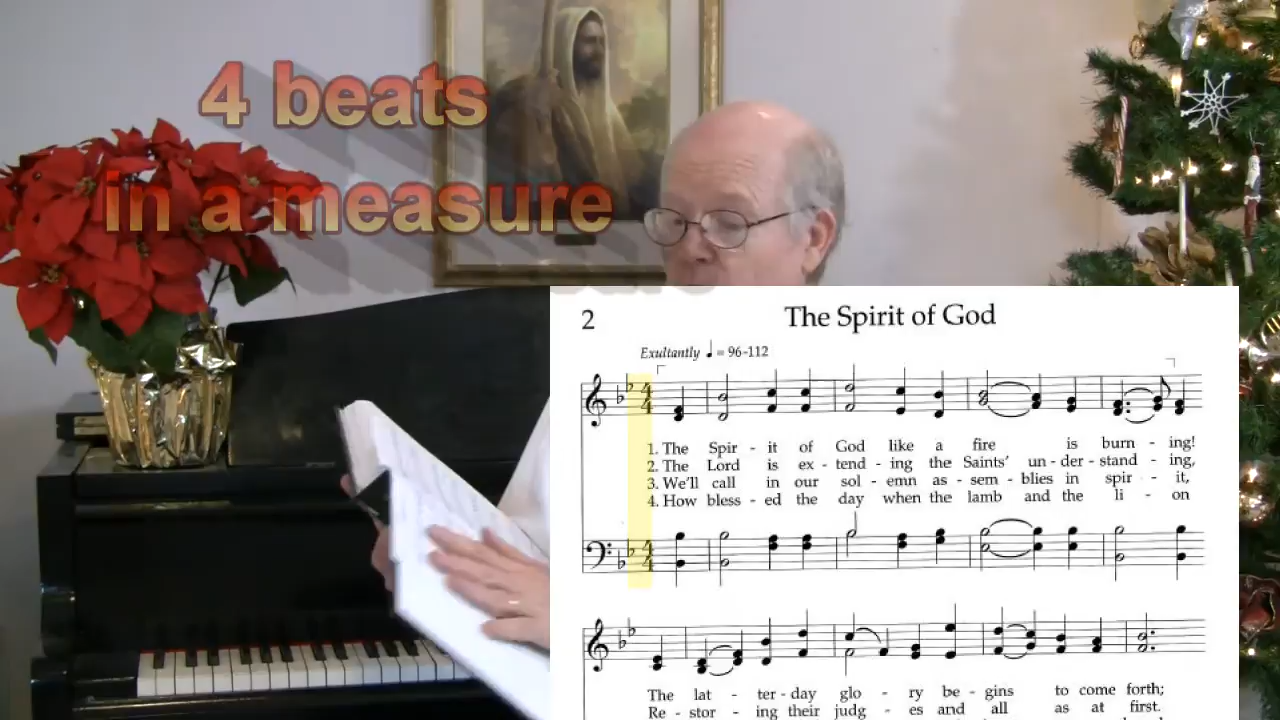 4 beats
in a measure
2 The Spirit of God
Exultantly ♩ = 96-112
1. The Spir - it of God like a fire is burn - ing!
2. The Lord is ex - tend - ing the Saints' un - der - stand - ing,
3. We'll call in our sol - emn as - sem - blies in spir - it,
4. How bless - ed the day when the lamb and the li - on
The lat - ter - day glo - ry be - gins to come forth;
Re - stor - ing their judg - es and all as at first.